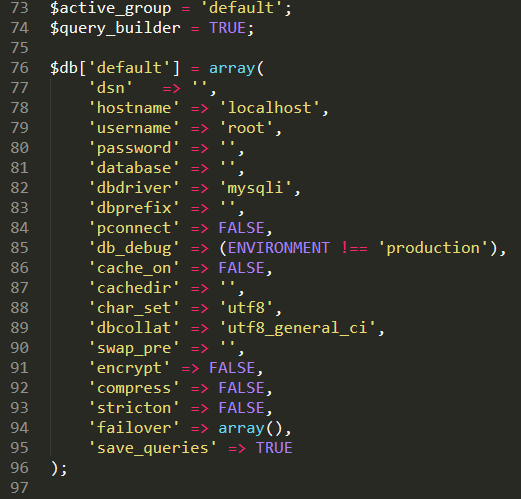 73 $active_group = 'default';
74 $query_builder = TRUE;
75
76 $db['default'] = array(
77     'dsn'   => '',
78     'hostname' => 'localhost',
79     'username' => 'root',
80     'password' => '',
81     'database' => '',
82     'dbdriver' => 'mysqli',
83     'dbprefix' => '',
84     'pconnect' => FALSE,
85     'db_debug' => (ENVIRONMENT !== 'production'),
86     'cache_on' => FALSE,
87     'cachedir' => '',
88     'char_set' => 'utf8',
89     'dbcollat' => 'utf8_general_ci',
90     'swap_pre' => '',
91     'encrypt' => FALSE,
92     'compress' => FALSE,
93     'stricton' => FALSE,
94     'failover' => array(),
95     'save_queries' => TRUE
96 );
97